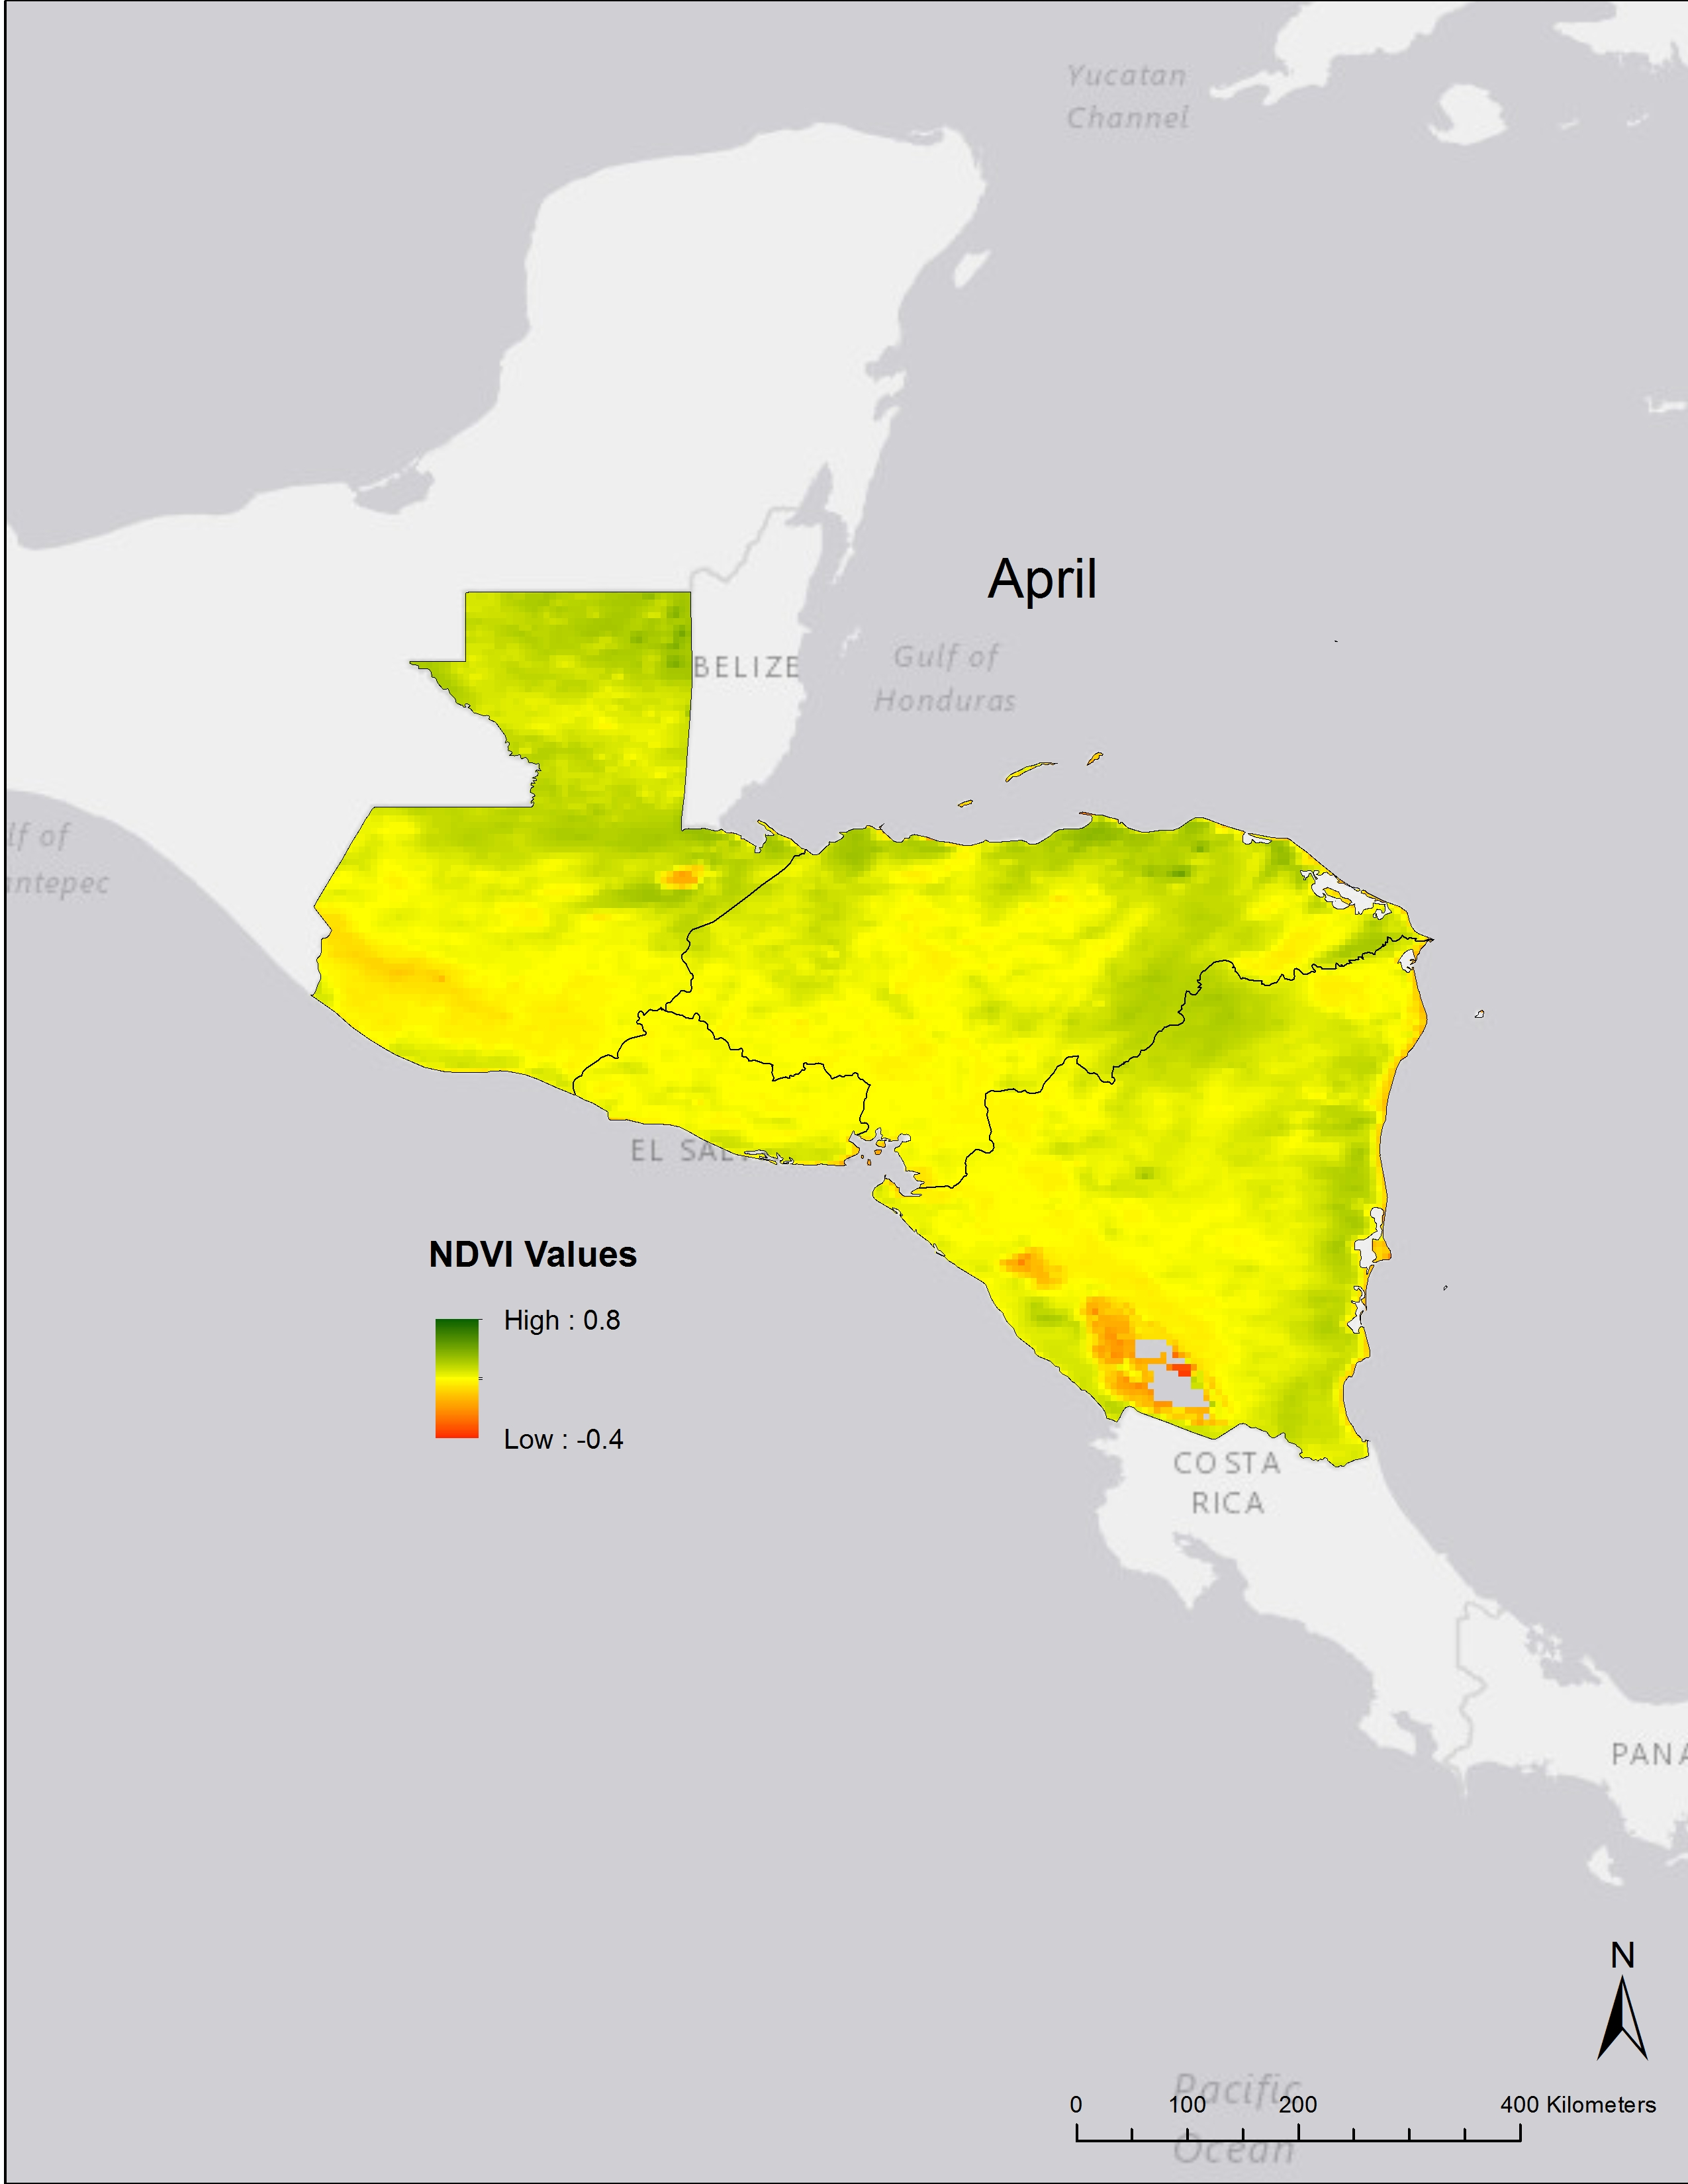 Yucatan
Channel
April
BELIZE
Gulf of
Honduras
lf of
antepec
EL SAL
NDVI Values
High : 0.8
Low : -0.4
COSTA
RICA
PANA
N
Pacific
Ocean
0 100 200 400 Kilometers